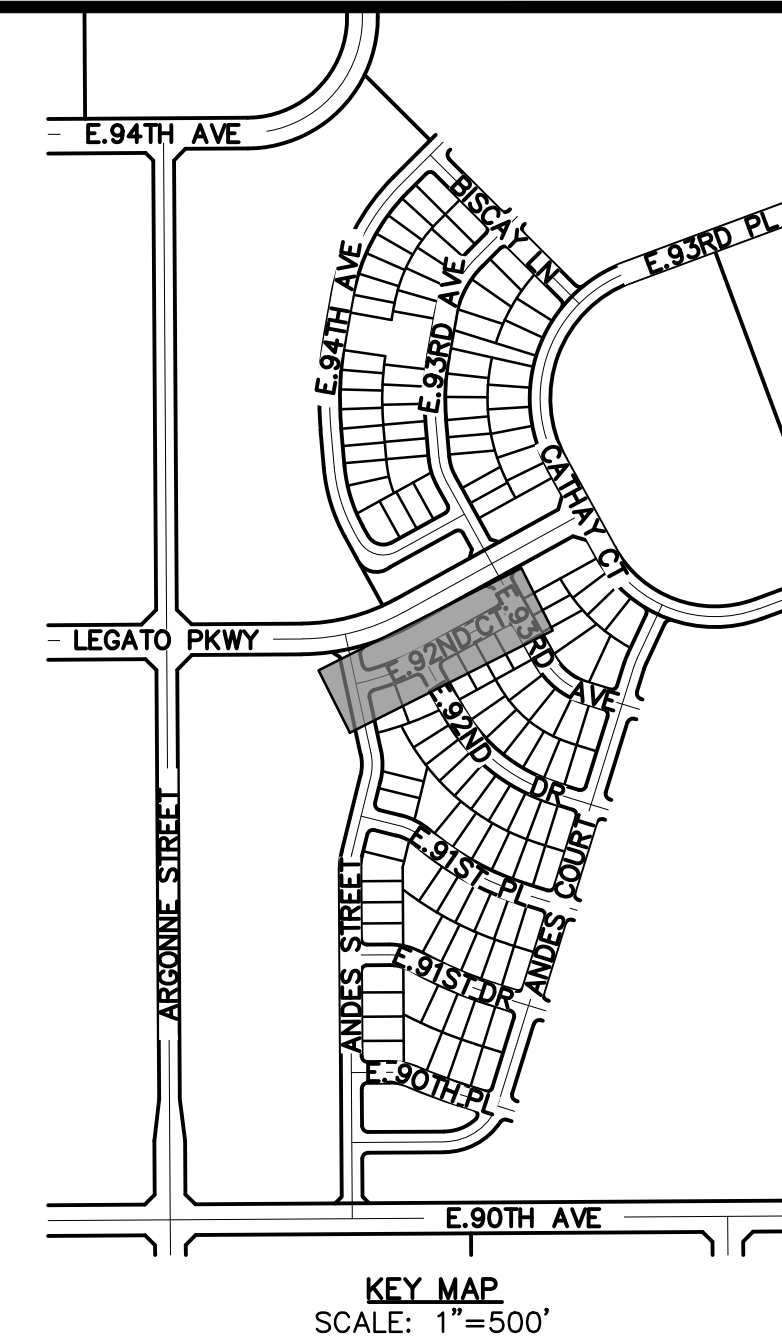 E.94TH AVE
BISCAY LN
E.93RD PL
E.94TH AVE
E.93RD AVE
CATHAY CT
LEGATO PKWY
E.92ND CT
E.93RD AVE
E.92ND DR
ARGONNE STREET
ANDES STREET
E.91ST PL
ANDES COURT
E.91ST DR
E.90TH PL
E.90TH AVE
KEY MAP
SCALE: 1"=500'